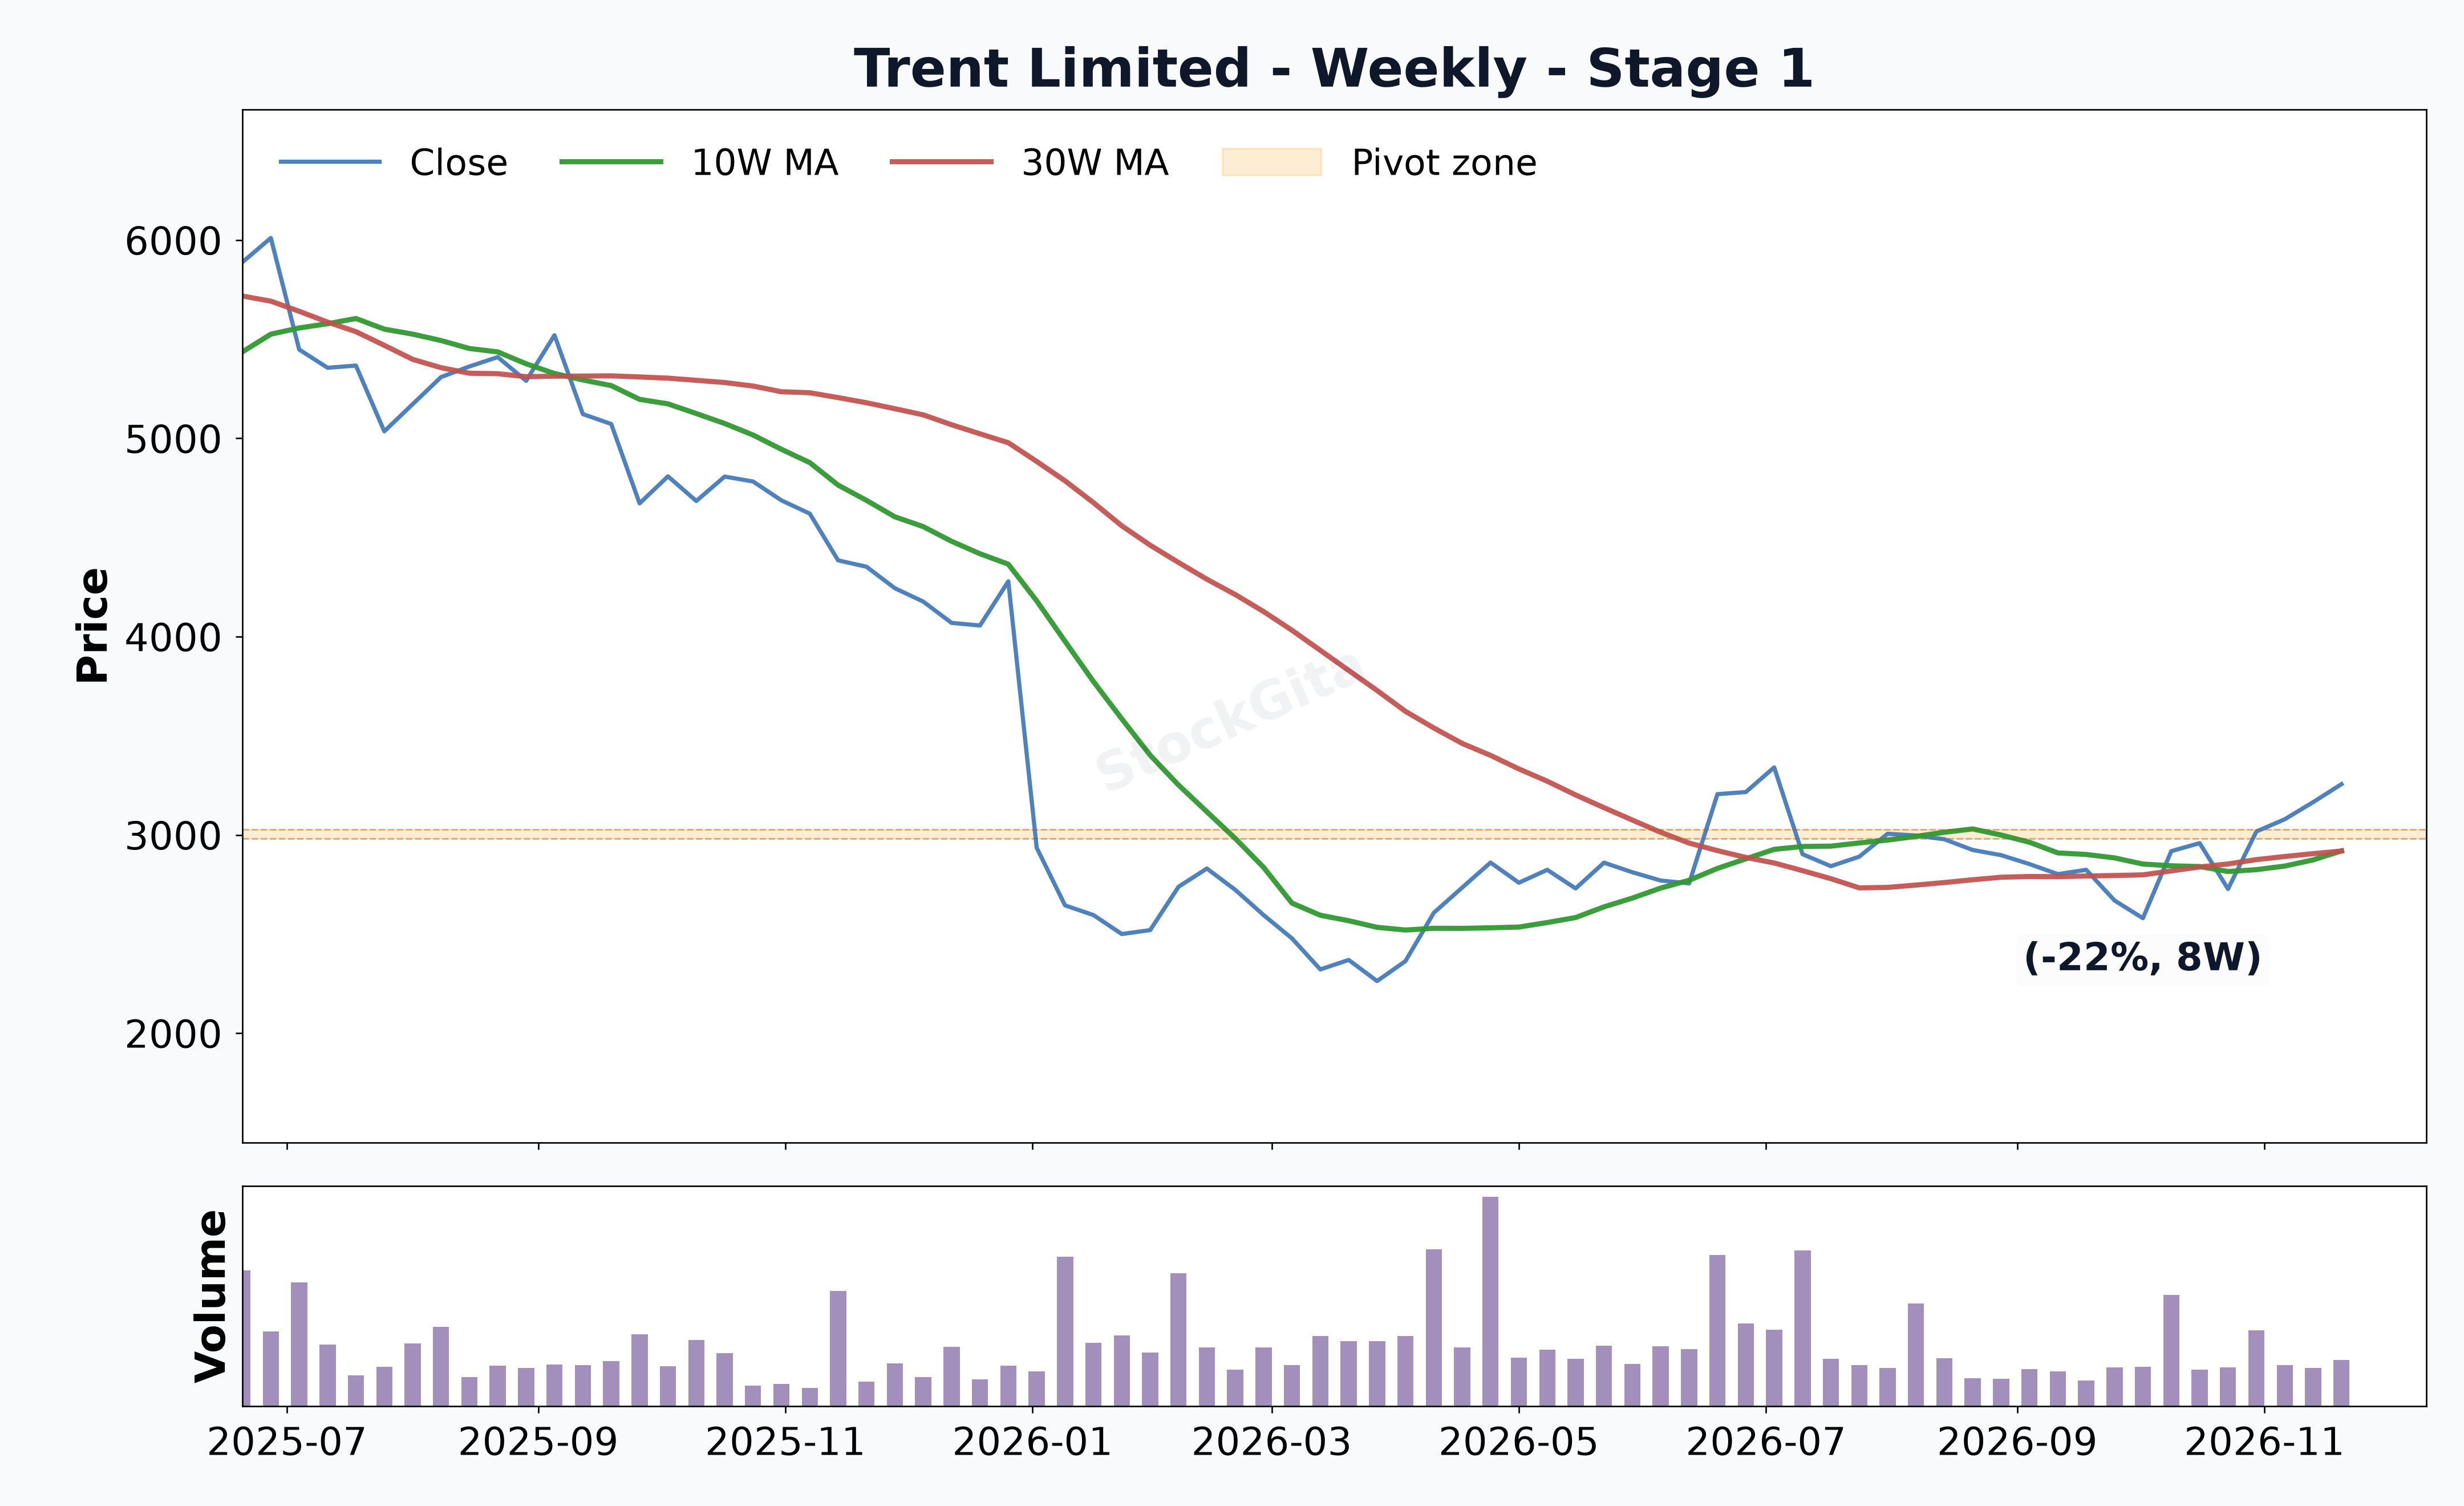 Trent Limited - Weekly - Stage 1
Close 10W MA 30W MA Pivot zone
6000
5000
4000
3000
2000
Price
StockGita
(-22%, 8W)
Volume
2025-07 2025-09 2025-11 2026-01 2026-03 2026-05 2026-07 2026-09 2026-11